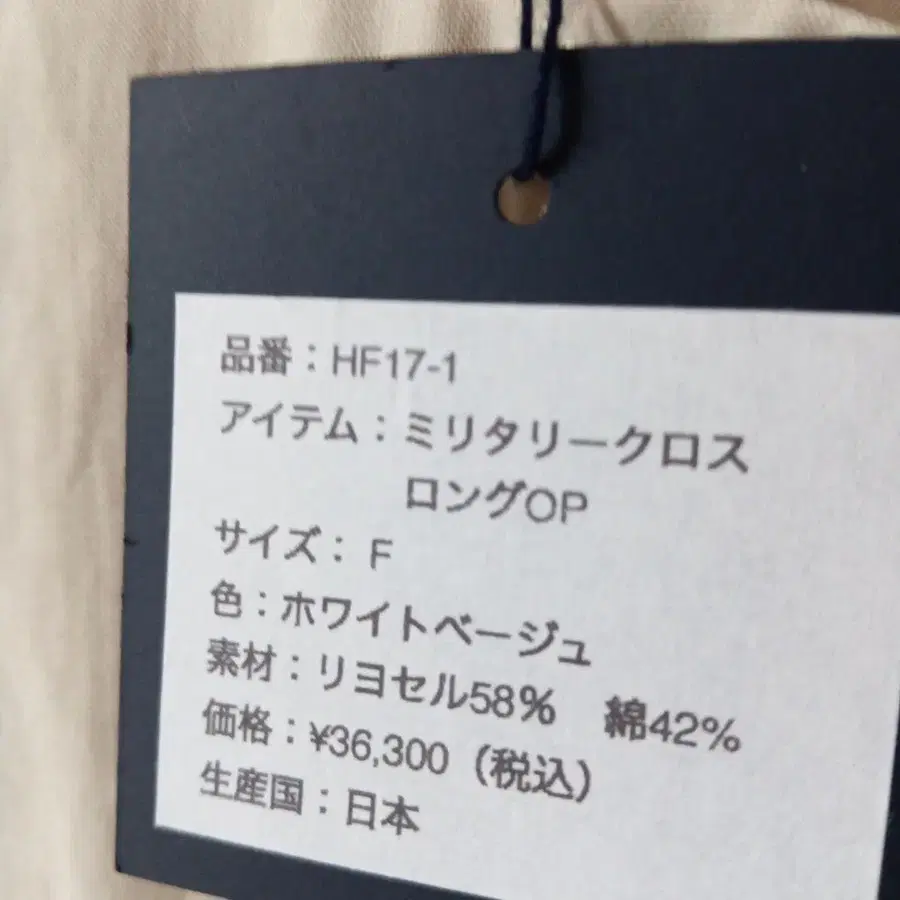 品番：HF17-1
アイテム：ミリタリークロス
ロングOP
サイズ：F
色：ホワイトベージュ
素材：リヨセル58%　綿42%
価格：¥36,300（税込）
生産国：日本